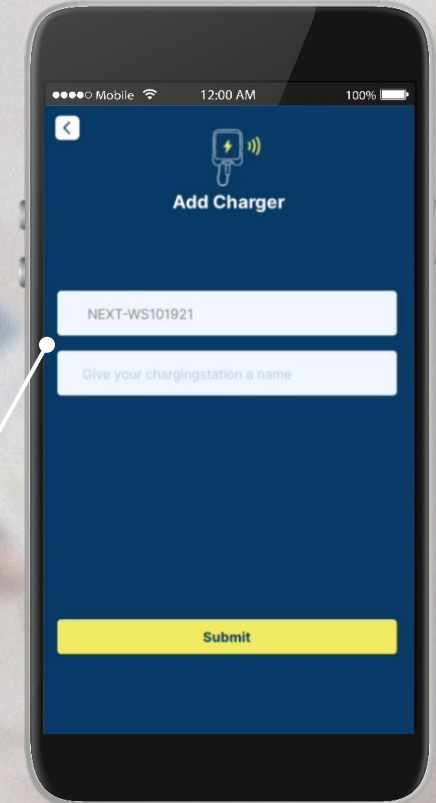 Mobile 12:00 AM 100%
Add Charger
NEXT-WS101921
Give your chargingstation a name
Submit